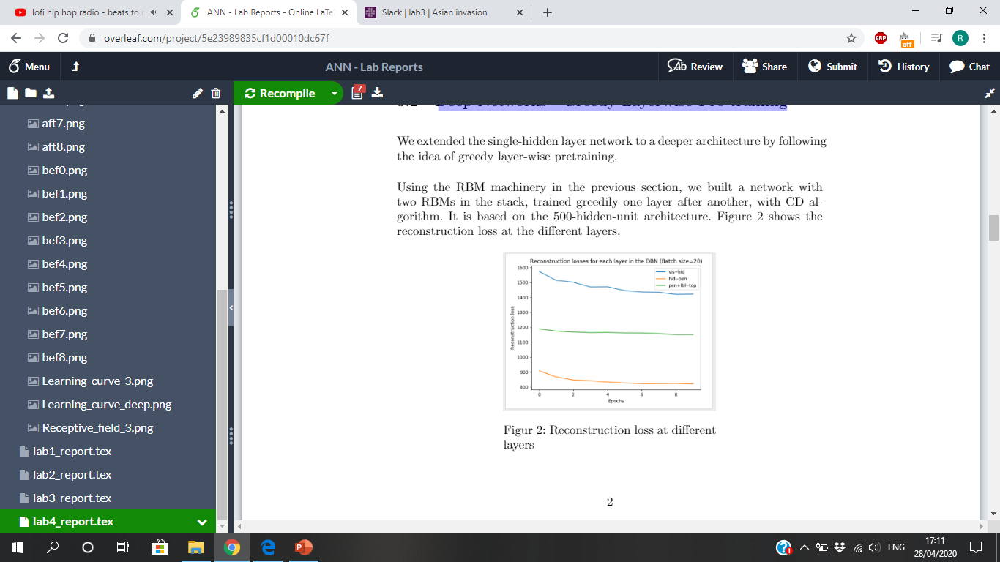 lofi hip hop radio - beats to
ANN - Lab Reports - Online LaTe
Slack | lab3 | Asian invasion
overleaf.com/project/5e23989835cf1d00010dc67f
ABP
off
R
Menu
ANN - Lab Reports
Review
Share
Submit
History
Chat
Recompile
7
aft7.png
aft8.png
bef0.png
bef1.png
bef2.png
bef3.png
bef4.png
bef5.png
bef6.png
bef7.png
bef8.png
Learning_curve_3.png
Learning_curve_deep.png
Receptive_field_3.png
lab1_report.tex
lab2_report.tex
lab3_report.tex
lab4_report.tex
Deep Networks - Greedy Layerwise Pre-training
We extended the single-hidden layer network to a deeper architecture by following
the idea of greedy layer-wise pretraining.
Using the RBM machinery in the previous section, we built a network with
two RBMs in the stack, trained greedily one layer after another, with CD al-
gorithm. It is based on the 500-hidden-unit architecture. Figure 2 shows the
reconstruction loss at the different layers.
Reconstruction losses for each layer in the DBN (Batch size=20)
vis--hid
hid--pen
pen+lbl--top
1600
1500
1400
1300
1200
1100
1000
900
800
Reconstruction loss
0 2 4 6 8
Epochs
Figur 2: Reconstruction loss at different
layers
2
ENG
17:11
28/04/2020